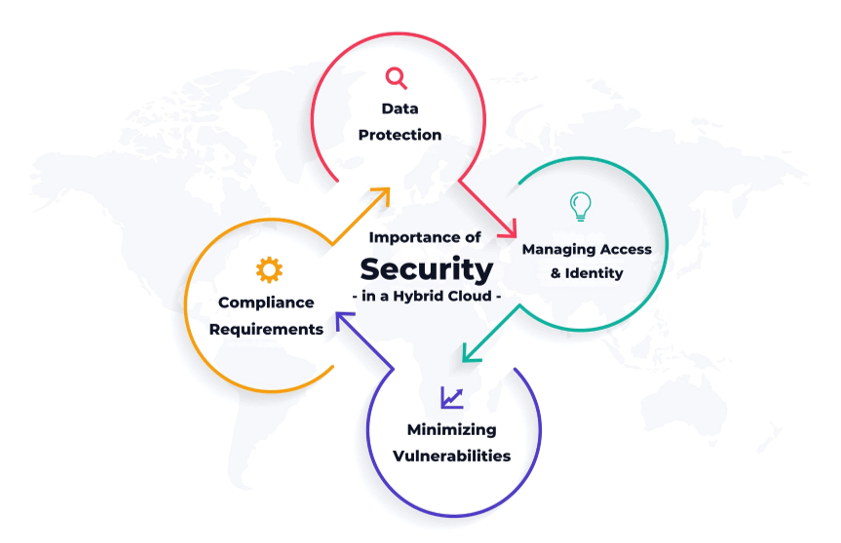 Data
Protection
Importance of
Security
- in a Hybrid Cloud -
Managing Access
& Identity
Compliance
Requirements
Minimizing
Vulnerabilities